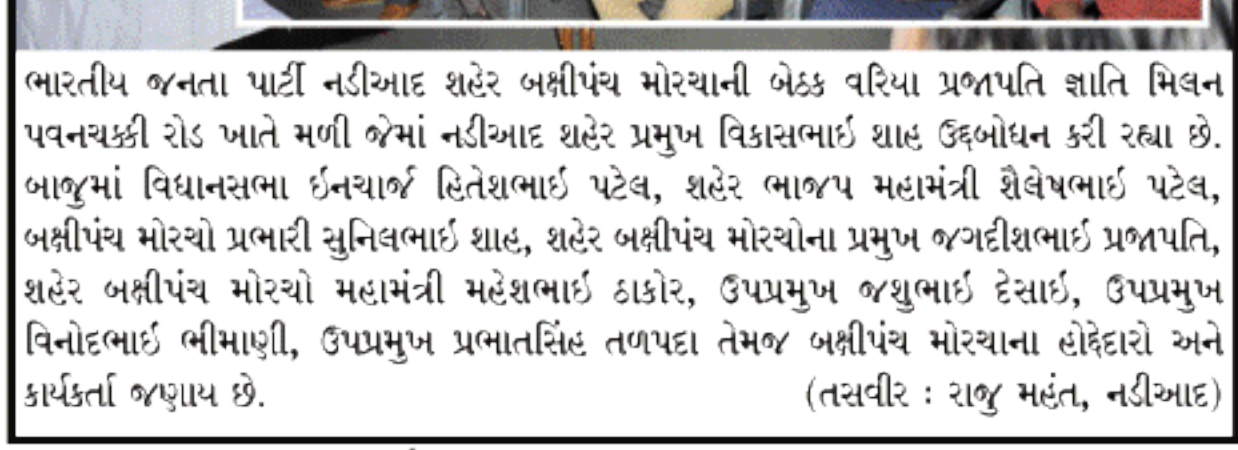 ભારતીય જનતા પાર્ટી નડીઆદ શહેર બક્ષીપંચ મોરચાની બેઠક વરિયા પ્રજાપતિ જ્ઞાતિ મિલન
પવનચક્કી રોડ ખાતે મળી જેમાં નડીઆદ શહેર પ્રમુખ વિકાસભાઇ શાહ ઉદ્દબોધન કરી રહ્યા છે.
બાજુમાં વિધાનસભા ઇનચાર્જ હિતેશભાઇ પટેલ, શહેર ભાજપ મહામંત્રી શૈલેષભાઇ પટેલ,
બક્ષીપંચ મોરચો પ્રભારી સુનિલભાઇ શાહ, શહેર બક્ષીપંચ મોરચોના પ્રમુખ જગદીશભાઇ પ્રજાપતિ,
શહેર બક્ષીપંચ મોરચો મહામંત્રી મહેશભાઇ ઠાકોર, ઉપપ્રમુખ જશુભાઇ દેસાઇ, ઉપપ્રમુખ
વિનોદભાઇ ભીમાણી, ઉપપ્રમુખ પ્રભાતસિંહ તળપદા તેમજ બક્ષીપંચ મોરચાના હોદ્દેદારો અને
કાર્યકર્તા જણાય છે. (તસવીર : રાજુ મહંત, નડીઆદ)